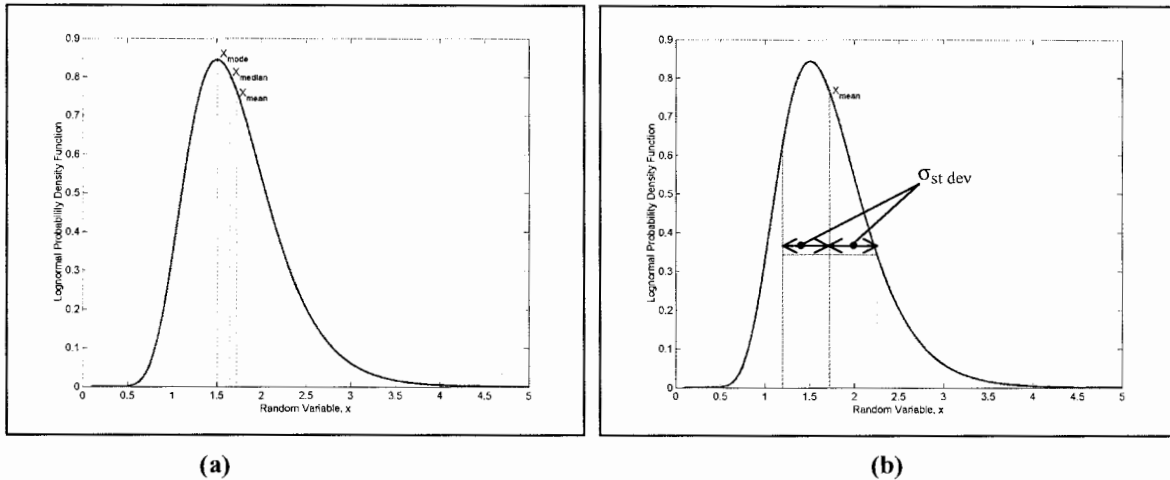 0.9
X mode
X median
X mean
0.8
0.7
0.6
0.5
0.4
0.3
0.2
0.1
0
Lognormal Probability Density Function
0 0.5 1 1.5 2 2.5 3 3.5 4 4.5 5
Random Variable, x
(a)
0.9
X mean
σst dev
0.8
0.7
0.6
0.5
0.4
0.3
0.2
0.1
0
Lognormal Probability Density Function
0 0.5 1 1.5 2 2.5 3 3.5 4 4.5 5
Random Variable, x
(b)